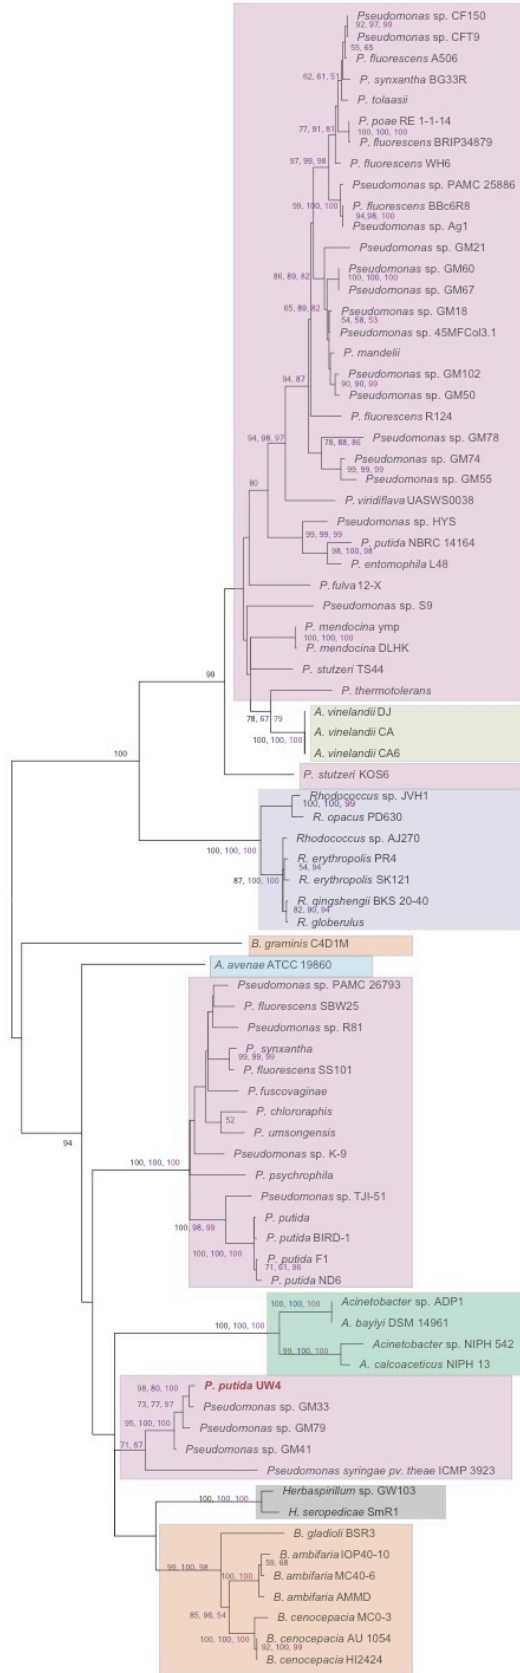 Pseudomonas sp. CF150
92, 97, 99
Pseudomonas sp. CFT9
55, 65
P. fluorescens A506
62, 61, 51
P. synxantha BG33R
P. tolaasii
P. poae RE 1-1-14
77, 91, 81
100, 100, 100
P. fluorescens BRIP34879
97, 99, 98
P. fluorescens WH6
Pseudomonas sp. PAMC 25886
99, 100, 100
P. fluorescens BBc6R8
94,98, 100
Pseudomonas sp. Ag1
Pseudomonas sp. GM21
Pseudomonas sp. GM60
86, 89, 82
100, 100, 100
Pseudomonas sp. GM67
65, 89, 82
Pseudomonas sp. GM18
54, 58, 53
Pseudomonas sp. 45MFCol3.1
P. mandelii
Pseudomonas sp. GM102
94, 87
90, 90, 99
Pseudomonas sp. GM50
P. fluorescens R124
94, 98, 97
Pseudomonas sp. GM78
78, 88, 86
Pseudomonas sp. GM74
99, 99, 99
Pseudomonas sp. GM55
80
P. viridiflava UASWS0038
Pseudomonas sp. HYS
99, 99, 99
P. putida NBRC 14164
98, 100, 98
P. entomophila L48
P. fulva 12-X
Pseudomonas sp. S9
P. mendocina ymp
100, 100, 100
P. mendocina DLHK
P. stutzeri TS44
99
P. thermotolerans
A. vinelandii DJ
78, 67, 79
A. vinelandii CA
100, 100, 100
A. vinelandii CA6
100
P. stutzeri KOS6
Rhodococcus sp. JVH1
100, 100, 99
R. opacus PD630
Rhodococcus sp. AJ270
100, 100, 100
R. erythropolis PR4
54, 94
R. erythropolis SK121
87, 100, 100
R. qingshengii BKS 20-40
82, 90, 94
R. globerulus
B. graminis C4D1M
A. avenae ATCC 19860
Pseudomonas sp. PAMC 26793
P. fluorescens SBW25
Pseudomonas sp. R81
P. synxantha
99, 99, 99
P. fluorescens SS101
P. fuscovaginae
P. chlororaphis
52
P. umsongensis
94
Pseudomonas sp. K-9
100, 100, 100
P. psychrophila
Pseudomonas sp. TJI-51
P. putida
100, 98, 99
P. putida BIRD-1
100, 100, 100
P. putida F1
71, 61, 96
P. putida ND6
Acinetobacter sp. ADP1
100, 100, 100
A. baylyi DSM 14961
100, 100, 100
Acinetobacter sp. NIPH 542
99, 100, 100
A. calcoaceticus NIPH 13
98, 80, 100
P. putida UW4
73, 77, 97
Pseudomonas sp. GM33
95, 100, 100
Pseudomonas sp. GM79
71, 67
Pseudomonas sp. GM41
Pseudomonas syringae pv. theae ICMP 3923
Herbaspirillum sp. GW103
100, 100, 100
H. seropedicae SmR1
B. gladioli BSR3
B. ambifaria IOP40-10
59, 68
99, 100, 98
B. ambifaria MC40-6
100, 100, 100
B. ambifaria AMMD
85, 96, 54
B. cenocepacia MC0-3
B. cenocepacia AU 1054
100, 100, 100
92, 100, 99
B. cenocepacia HI2424